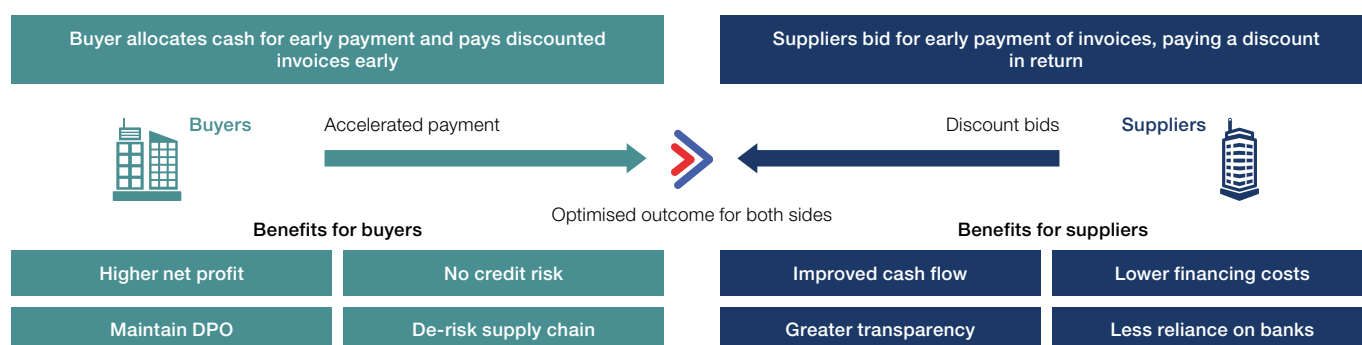 Buyer allocates cash for early payment and pays discounted
invoices early
Suppliers bid for early payment of invoices, paying a discount
in return
Buyers
Accelerated payment
Discount bids
Suppliers
Optimised outcome for both sides
Benefits for buyers
Benefits for suppliers
Higher net profit
No credit risk
Improved cash flow
Lower financing costs
Maintain DPO
De-risk supply chain
Greater transparency
Less reliance on banks